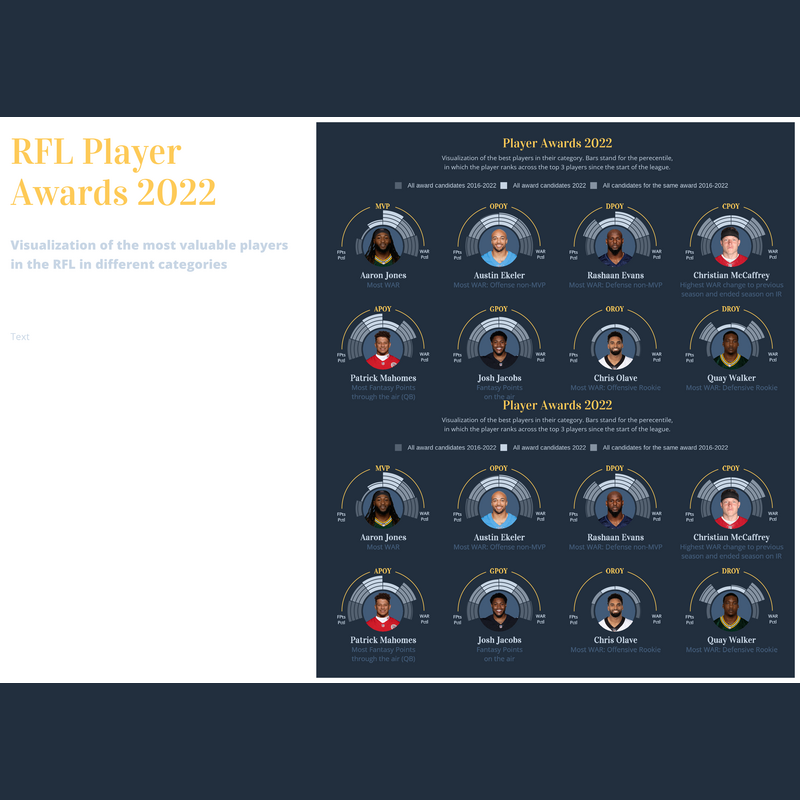 RFL Player
Awards 2022
Visualization of the most valuable players
in the RFL in different categories
Text
Player Awards 2022
Visualization of the best players in their category. Bars stand for the perecentile,
in which the player ranks across the top 3 players since the start of the league.
All award candidates 2016-2022 All award candidates 2022 All candidates for the same award 2016-2022
MVP OPOY DPOY CPOY
FPts Pctl WAR Pctl FPts Pctl WAR Pctl FPts Pctl WAR Pctl FPts Pctl WAR Pctl
Aaron Jones Austin Ekeler Rashaan Evans Christian McCaffrey
Most WAR Most WAR: Offense non-MVP Most WAR: Defense non-MVP Highest WAR change to previous
season and ended season on IR
APOY GPOY OROY DROY
FPts Pctl WAR Pctl FPts Pctl WAR Pctl FPts Pctl WAR Pctl FPts Pctl WAR Pctl
Patrick Mahomes Josh Jacobs Chris Olave Quay Walker
Most Fantasy Points Fantasy Points Most WAR: Offensive Rookie Most WAR: Defensive Rookie
through the air (QB) on the air
Player Awards 2022
Visualization of the best players in their category. Bars stand for the perecentile,
in which the player ranks across the top 3 players since the start of the league.
All award candidates 2016-2022 All award candidates 2022 All candidates for the same award 2016-2022
MVP OPOY DPOY CPOY
FPts Pctl WAR Pctl FPts Pctl WAR Pctl FPts Pctl WAR Pctl FPts Pctl WAR Pctl
Aaron Jones Austin Ekeler Rashaan Evans Christian McCaffrey
Most WAR Most WAR: Offense non-MVP Most WAR: Defense non-MVP Highest WAR change to previous
season and ended season on IR
APOY GPOY OROY DROY
FPts Pctl WAR Pctl FPts Pctl WAR Pctl FPts Pctl WAR Pctl FPts Pctl WAR Pctl
Patrick Mahomes Josh Jacobs Chris Olave Quay Walker
Most Fantasy Points Fantasy Points Most WAR: Offensive Rookie Most WAR: Defensive Rookie
through the air (QB) on the air